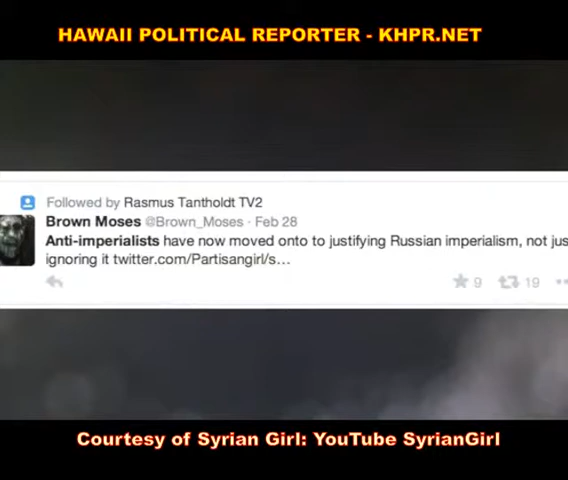 HAWAII POLITICAL REPORTER - KHPR.NET
Followed by Rasmus Tantholdt TV2
Brown Moses @Brown_Moses · Feb 28
Anti-imperialists have now moved onto to justifying Russian imperialism, not jus
ignoring it twitter.com/Partisangirl/s...
9 19
Courtesy of Syrian Girl: YouTube SyrianGirl